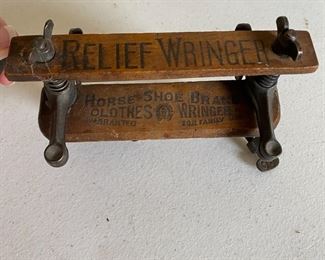 RELIEF WRINGER
HORSE-SHOE BRAND
CLOTHES WRINGER
WARRANTED FOR FAMILY